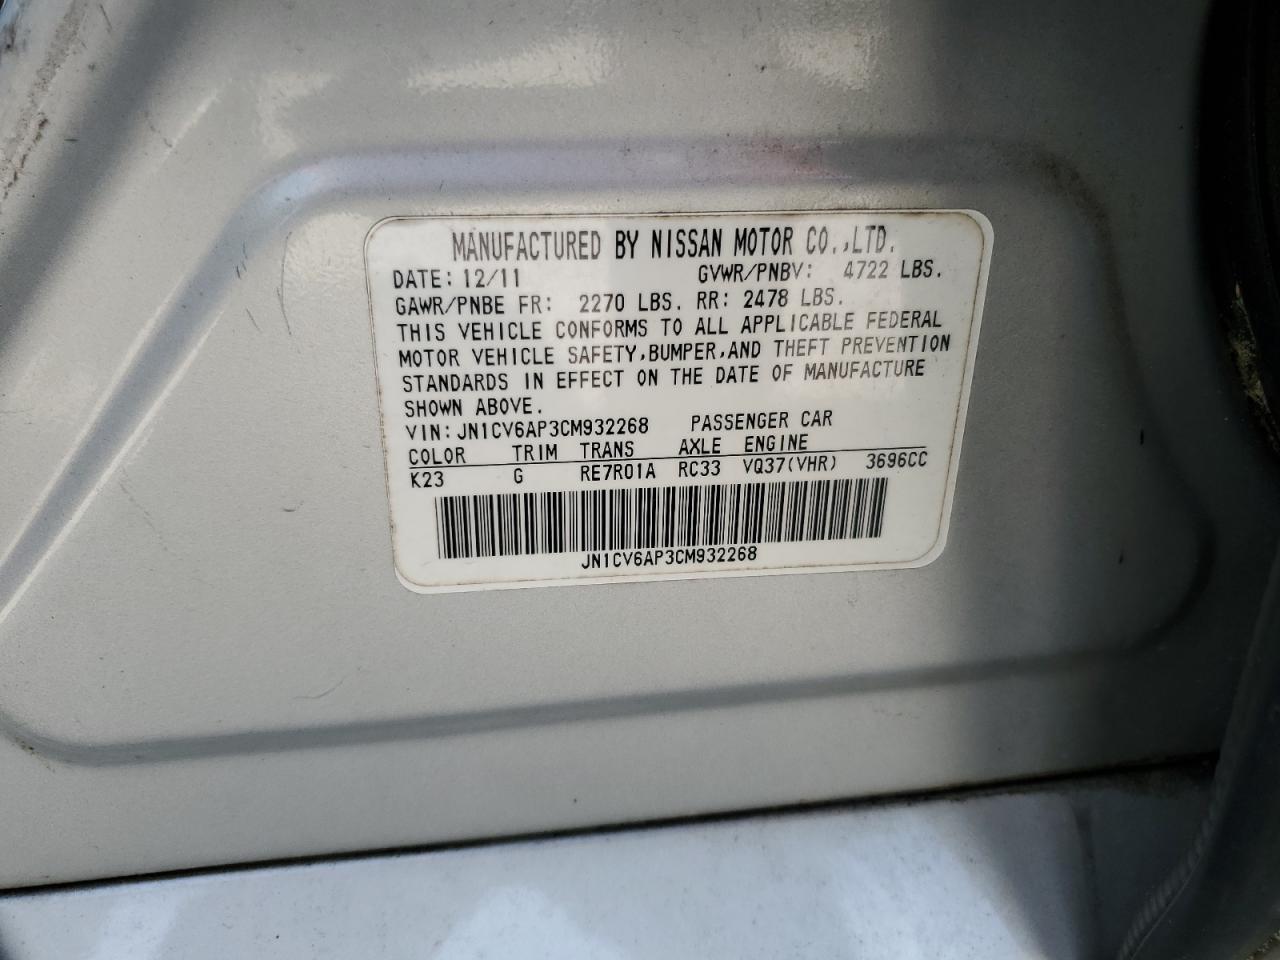 MANUFACTURED BY NISSAN MOTOR CO.,LTD.
DATE: 12/11 GVWR/PNBV: 4722 LBS.
GAWR/PNBE FR: 2270 LBS. RR: 2478 LBS.
THIS VEHICLE CONFORMS TO ALL APPLICABLE FEDERAL
MOTOR VEHICLE SAFETY,BUMPER,AND THEFT PREVENTION
STANDARDS IN EFFECT ON THE DATE OF MANUFACTURE
SHOWN ABOVE.
VIN: JN1CV6AP3CM932268 PASSENGER CAR
COLOR TRIM TRANS AXLE ENGINE
K23 G RE7R01A RC33 VQ37(VHR) 3696CC
JN1CV6AP3CM932268